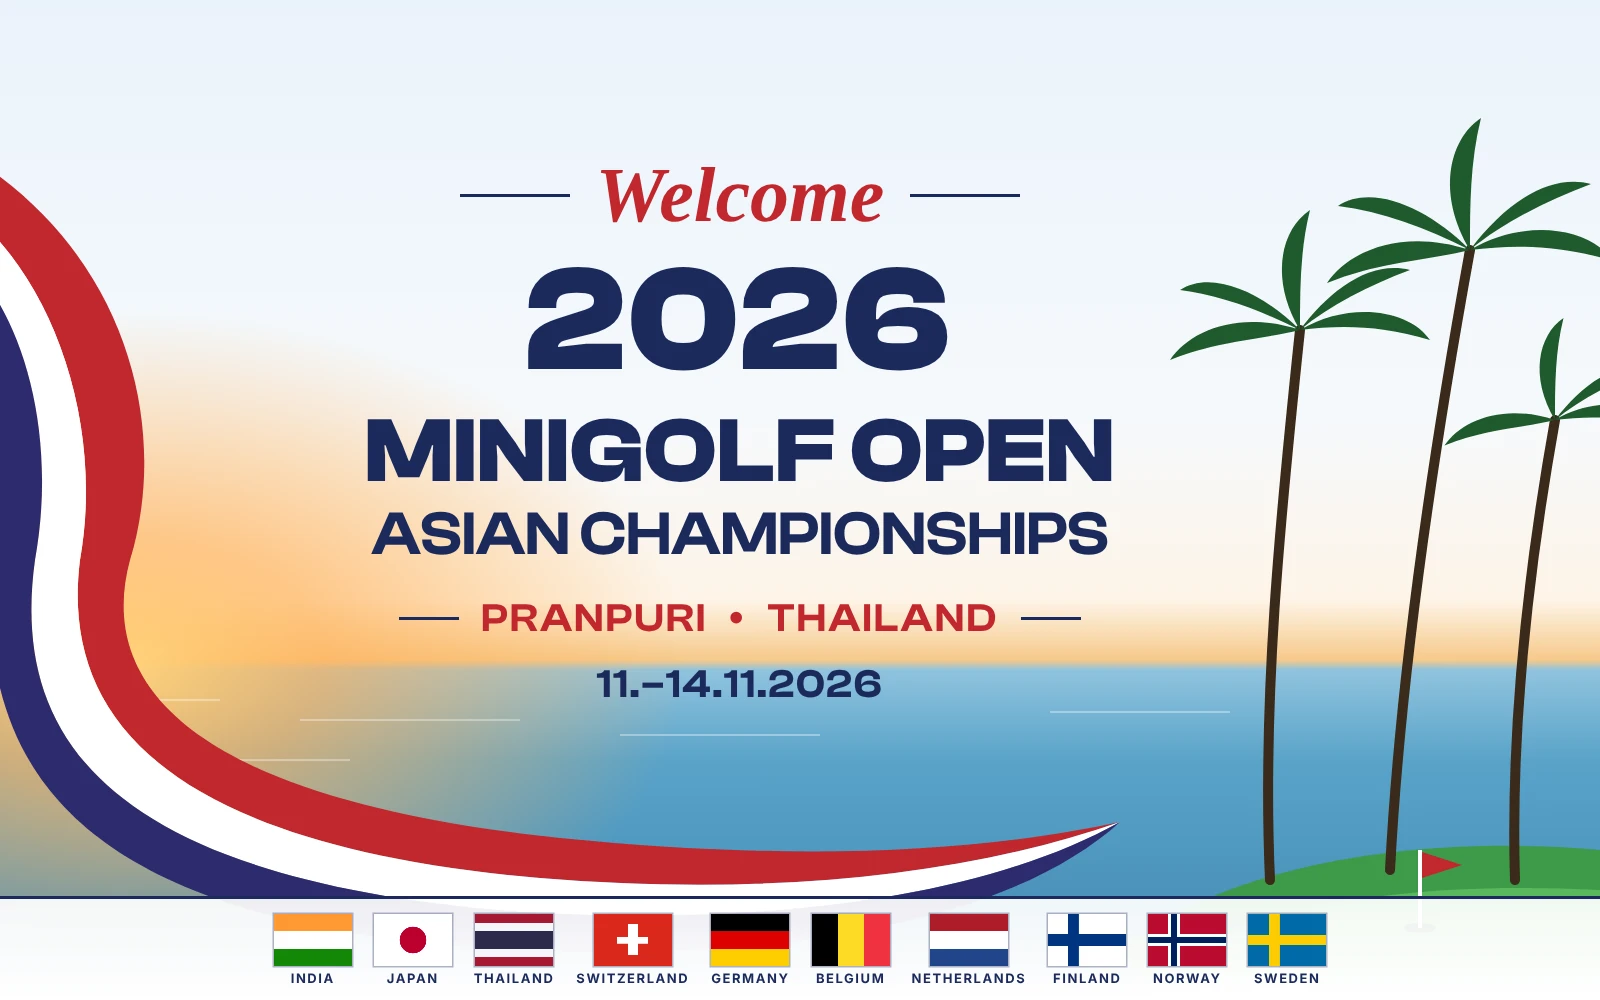 Welcome
2026
MINIGOLF OPEN
ASIAN CHAMPIONSHIPS
PRANPURI • THAILAND
11.–14.11.2026
INDIA JAPAN THAILAND SWITZERLAND GERMANY BELGIUM NETHERLANDS FINLAND NORWAY SWEDEN